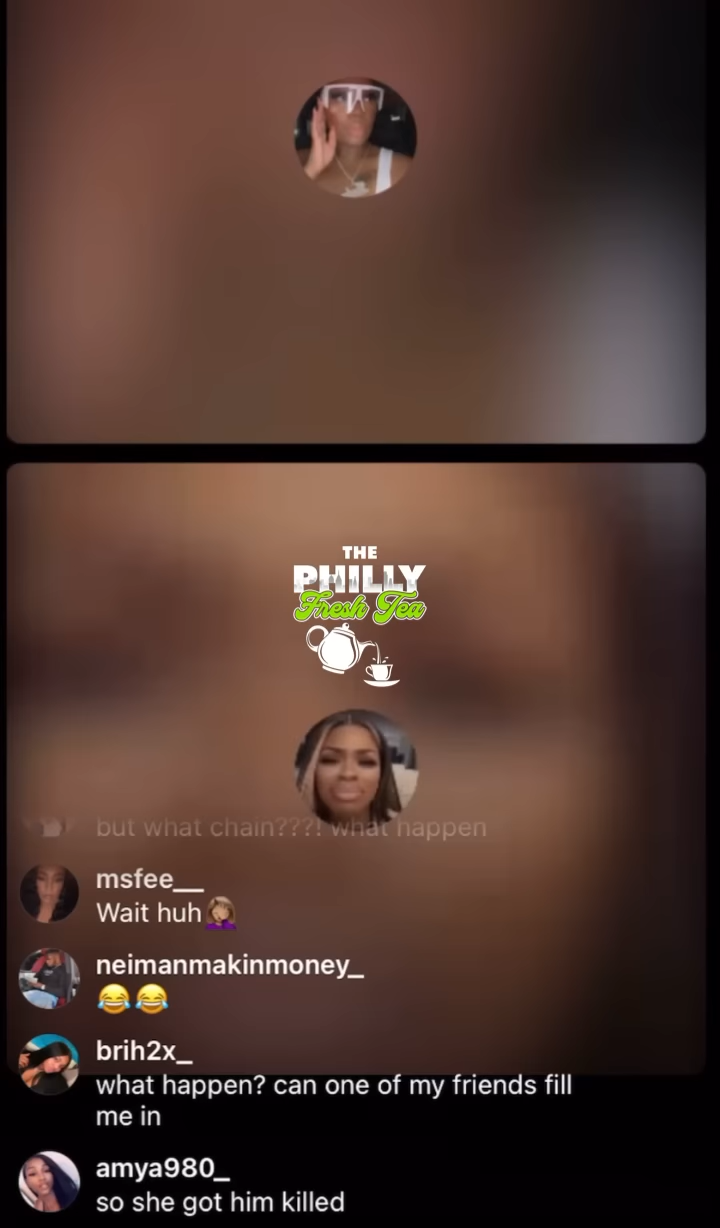 THE
PHILLY
Fresh Tea
but what chain???! what happen
msfee__
Wait huh🤦🏼‍♀️
neimanmakinmoney_
😂😂
brih2x_
what happen? can one of my friends fill
me in
amya980_
so she got him killed